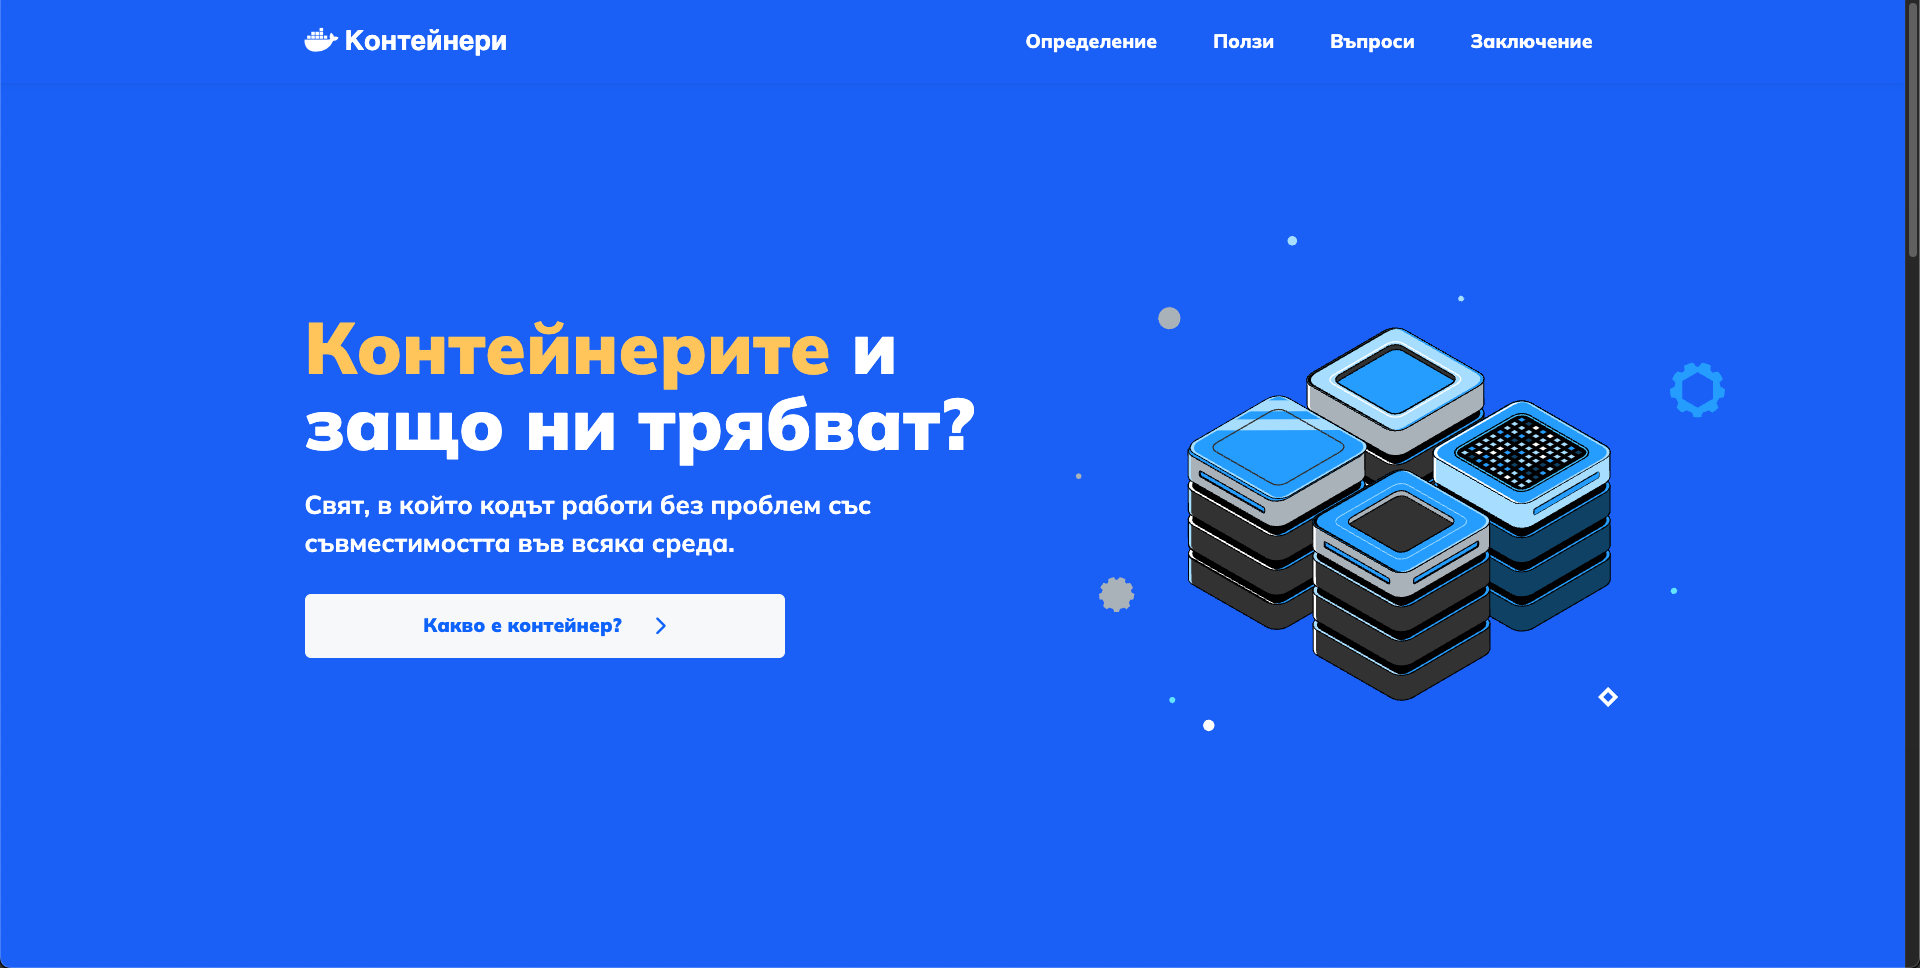 Контейнери
Определение
Ползи
Въпроси
Заключение
Контейнерите и
защо ни трябват?
Свят, в който кодът работи без проблем със
съвместимостта във всяка среда.
Какво е контейнер?